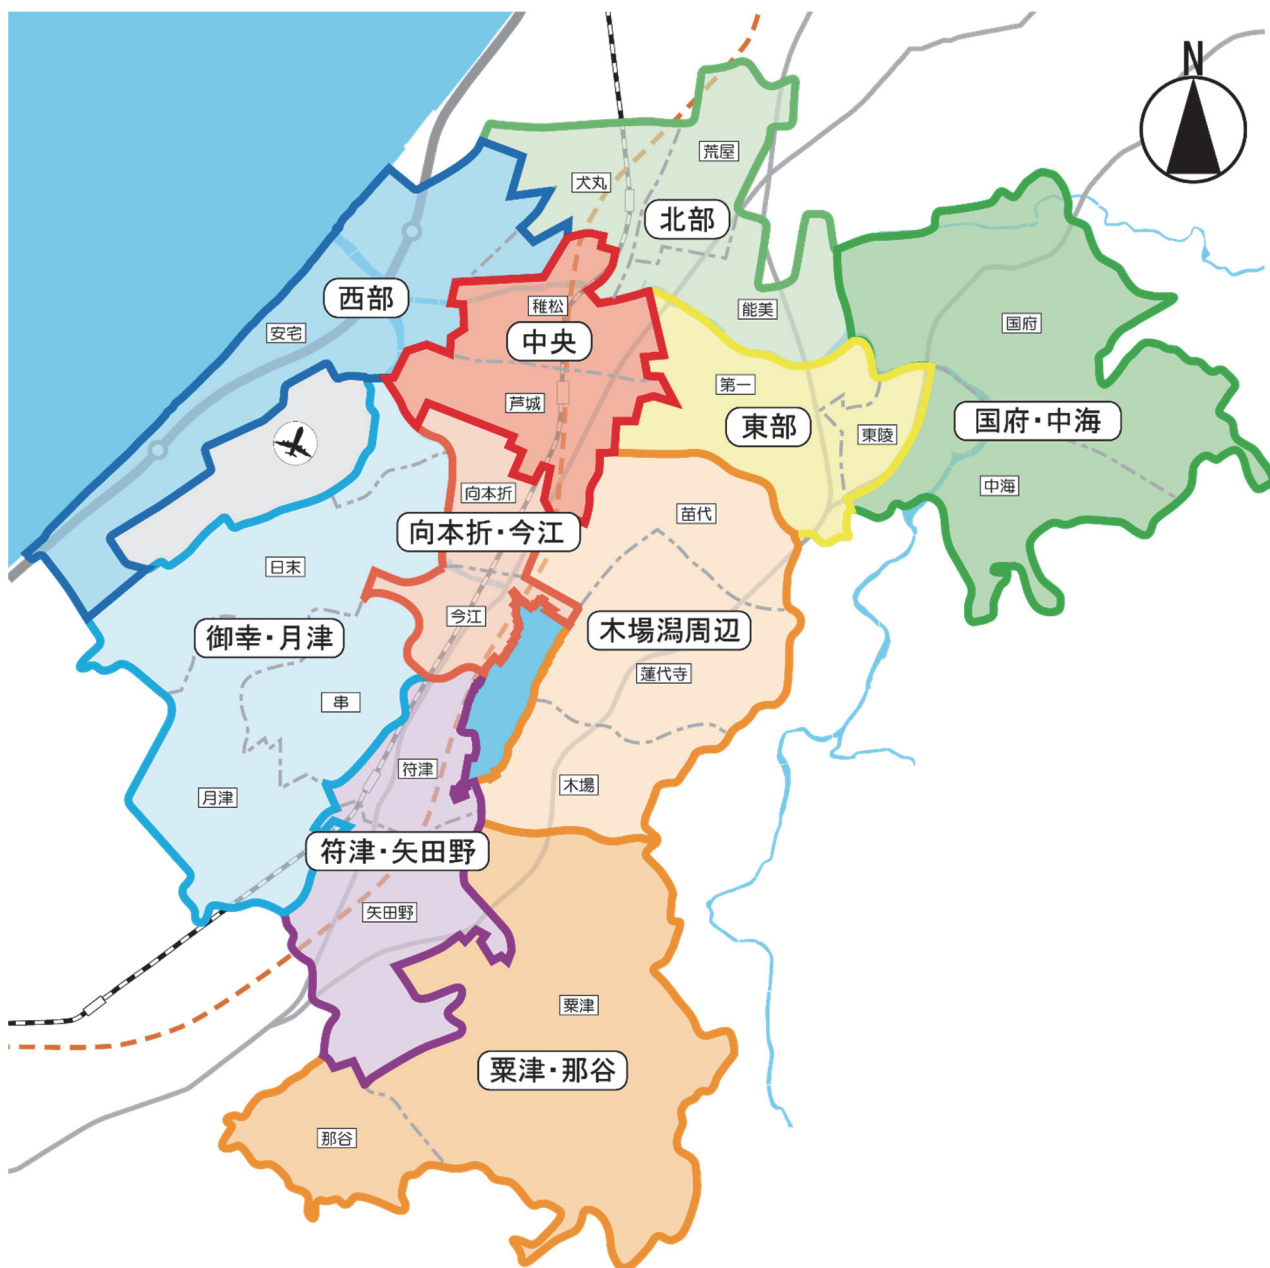 N
荒屋
犬丸
北部
西部
稚松
能美
国府
安宅
中央
第一
芦城
東部
東陵
国府・中海
向本折
中海
苗代
向本折・今江
日末
今江
御幸・月津
木場潟周辺
蓮代寺
串
符津
木場
月津
符津・矢田野
矢田野
粟津
粟津・那谷
那谷